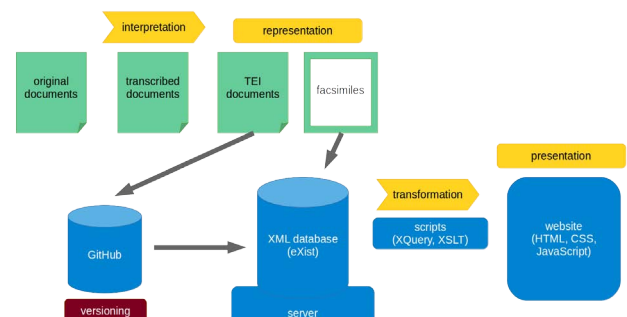 interpretation
representation
original
documents
transcribed
documents
TEI
documents
facsimiles
presentation
transformation
GitHub
XML database
(eXist)
scripts
(XQuery, XSLT)
website
(HTML, CSS,
JavaScript)
versioning
server